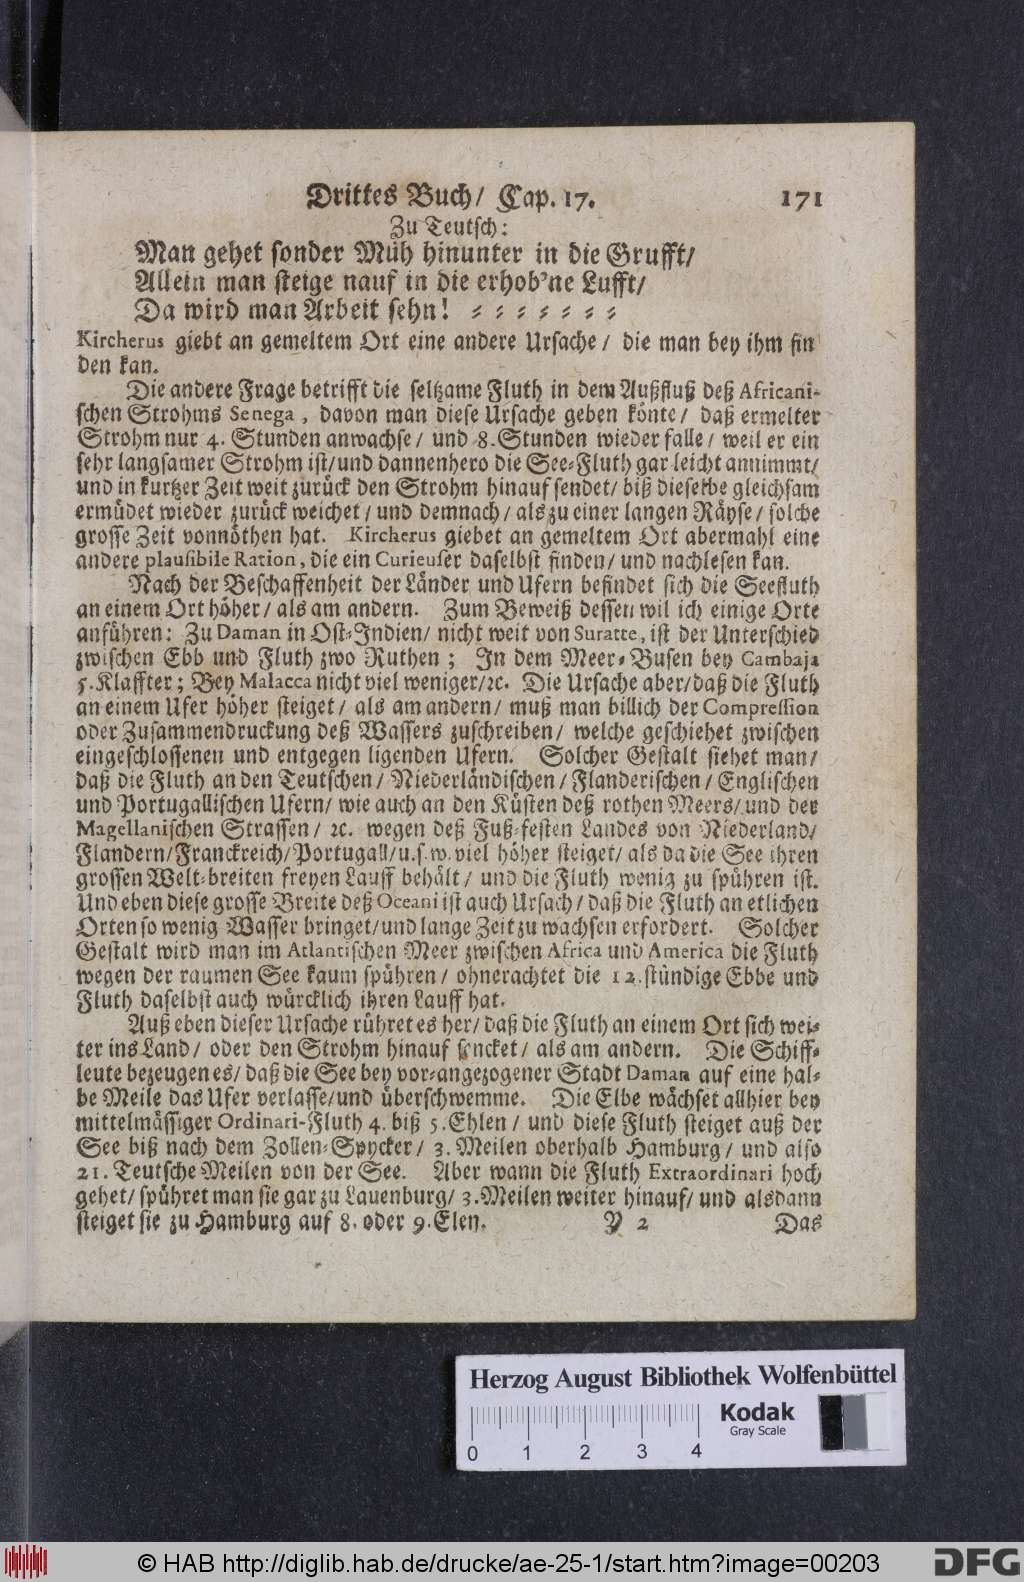 Drittes Buch/ Cap. 17. 171
Zu Teutsch:
Man gehet sonder Müh hinunter in die Grufft/
Allein man steige nauf in die erhob'ne Lufft/
Da wird man Arbeit sehn! ⸗ ⸗ ⸗ ⸗ ⸗ ⸗ ⸗
Kircherus giebt an gemeltem Ort eine andere Ursache/ die man bey ihm fin
den kan.
Die andere Frage betrifft die seltzame Fluth in dem Außfluß deß Africani-
schen Strohms Senega, davon man diese Ursache geben könte/ daß ermelter
Strohm nur 4. Stunden anwachse/ und 8. Stunden wieder falle/ weil er ein
sehr langsamer Strohm ist/ und dannenhero die See⸗Fluth gar leicht annimmt/
und in kurtzer Zeit weit zurück den Strohm hinauf sendet/ biß dieselbe gleichsam
ermüdet wieder zurück weichet/ und demnach/ als zu einer langen Räyse/ solche
grosse Zeit vonnöthen hat. Kircherus giebet an gemeltem Ort abermahl eine
andere plausibile Ration, die ein Curieuser daselbst finden/ und nachlesen kan.
Nach der Beschaffenheit der Länder und Ufern befindet sich die Seefluth
an einem Ort höher/ als am andern. Zum Beweiß dessen wil ich einige Orte
anführen: Zu Daman in Ost⸗Indien/ nicht weit von Suratte, ist der Unterschied
zwischen Ebb und Fluth zwo Ruthen; In dem Meer⸗Busen bey Cambaja
5. Klaffter; Bey Malacca nicht viel weniger/ ꝛc. Die Ursache aber/ daß die Fluth
an einem Ufer höher steiget/ als am andern/ muß man billich der Compression
oder Zusammendruckung deß Wassers zuschreiben/ welche geschiehet zwischen
eingeschlossenen und entgegen ligenden Ufern. Solcher Gestalt siehet man/
daß die Fluth an den Teutschen/ Niederländischen/ Flanderischen/ Englischen
und Portugallischen Ufern/ wie auch an den Küsten deß rothen Meers/ und der
Magellanischen Strassen/ ꝛc. wegen deß Fuß⸗festen Landes von Niederland/
Flandern/ Franckreich/ Portugall/ u. s. w. viel höher steiget/ als da die See ihren
grossen Welt⸗breiten freyen Lauff behält/ und die Fluth wenig zu spühren ist.
Und eben diese grosse Breite deß Oceani ist auch Ursach/ daß die Fluth an etlichen
Orten so wenig Wasser bringet/ und lange Zeit zu wachsen erfordert. Solcher
Gestalt wird man im Atlantischen Meer zwischen Africa und America die Fluth
wegen der raumen See kaum spühren/ ohnerachtet die 12. stündige Ebbe und
Fluth daselbst auch würcklich ihren Lauff hat.
Auß eben dieser Ursache rühret es her/ daß die Fluth an einem Ort sich wei⸗
ter ins Land/ oder den Strohm hinauf sencket/ als am andern. Die Schiff⸗
leute bezeugen es/ daß die See bey vor⸗angezogener Stadt Daman auf eine hal⸗
be Meile das Ufer verlasse/ und überschwemme. Die Elbe wächset allhier bey
mittelmässiger Ordinari-Fluth 4. biß 5. Ehlen/ und diese Fluth steiget auß der
See biß nach dem Zollen⸗Spycker/ 3. Meilen oberhalb Hamburg/ und also
21. Teutsche Meilen von der See. Aber wann die Fluth Extraordinari hoch
gehet/ spühret man sie gar zu Lauenburg/ 3. Meilen weiter hinauf/ und alsdann
steiget sie zu Hamburg auf 8. oder 9. Elen. Y 2 Das
Herzog August Bibliothek Wolfenbüttel
Kodak
Gray Scale
0 1 2 3 4
© HAB http://diglib.hab.de/drucke/ae-25-1/start.htm?image=00203 DFG